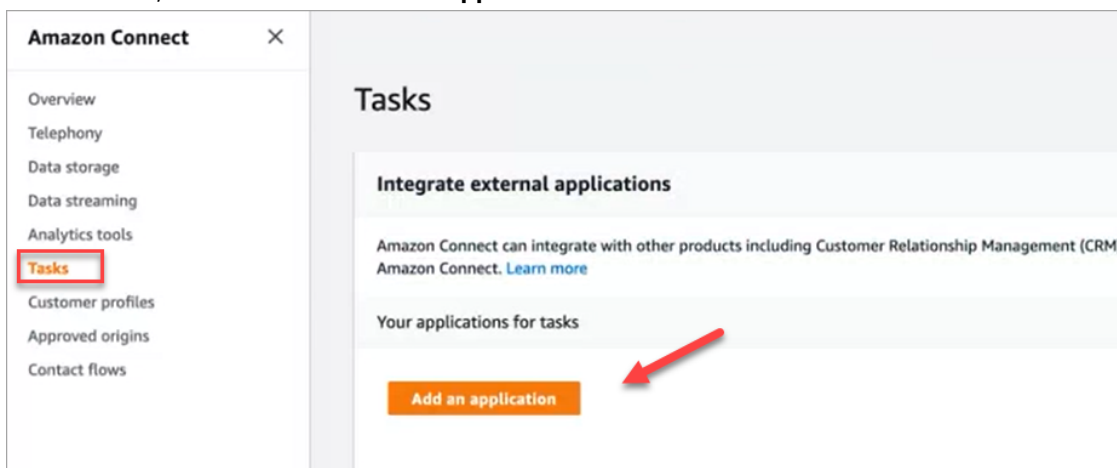 Amazon Connect
Overview
Telephony
Data storage
Data streaming
Analytics tools
Tasks
Customer profiles
Approved origins
Contact flows
Tasks
Integrate external applications
Amazon Connect can integrate with other products including Customer Relationship Management (CRM
Amazon Connect. Learn more
Your applications for tasks
Add an application